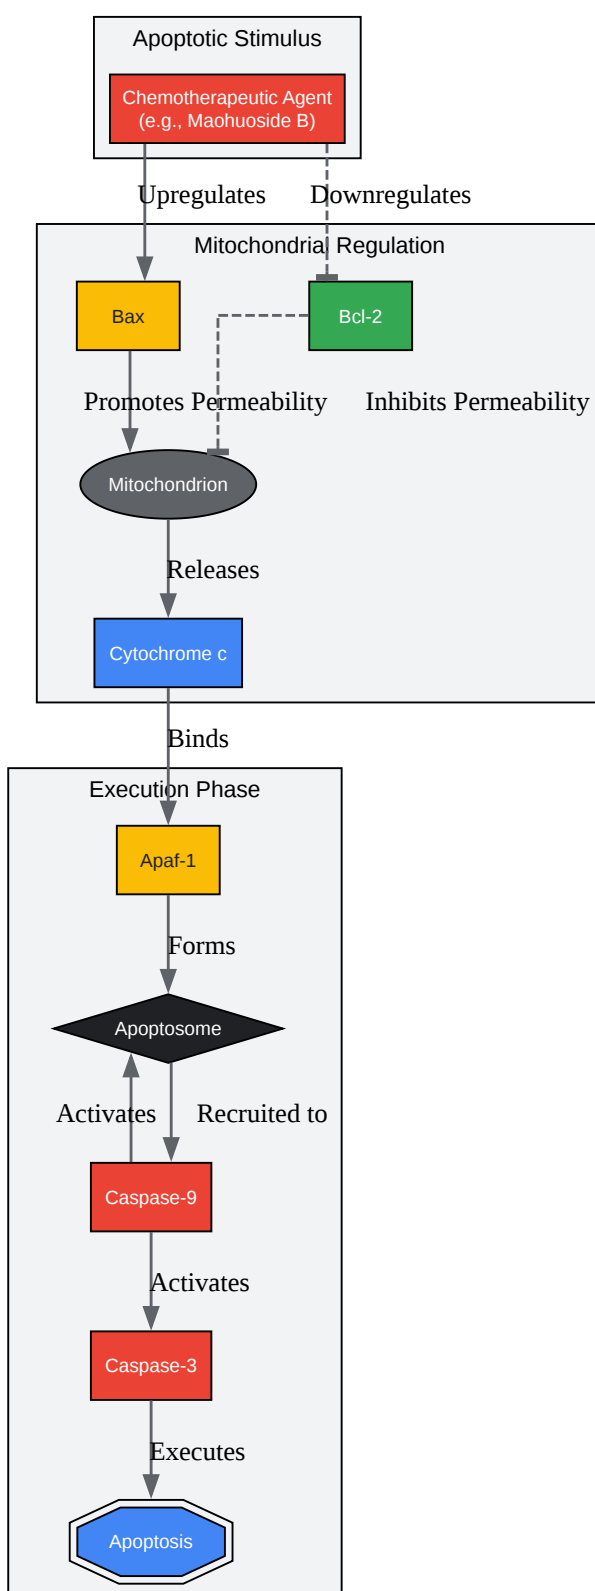 Apoptotic Stimulus
Chemotherapeutic Agent
(e.g., Maohuoside B)
Upregulates
Downregulates
Mitochondrial Regulation
Bax
Bcl-2
Promotes Permeability
Inhibits Permeability
Mitochondrion
Releases
Cytochrome c
Binds
Execution Phase
Apaf-1
Forms
Apoptosome
Activates
Recruited to
Caspase-9
Activates
Caspase-3
Executes
Apoptosis